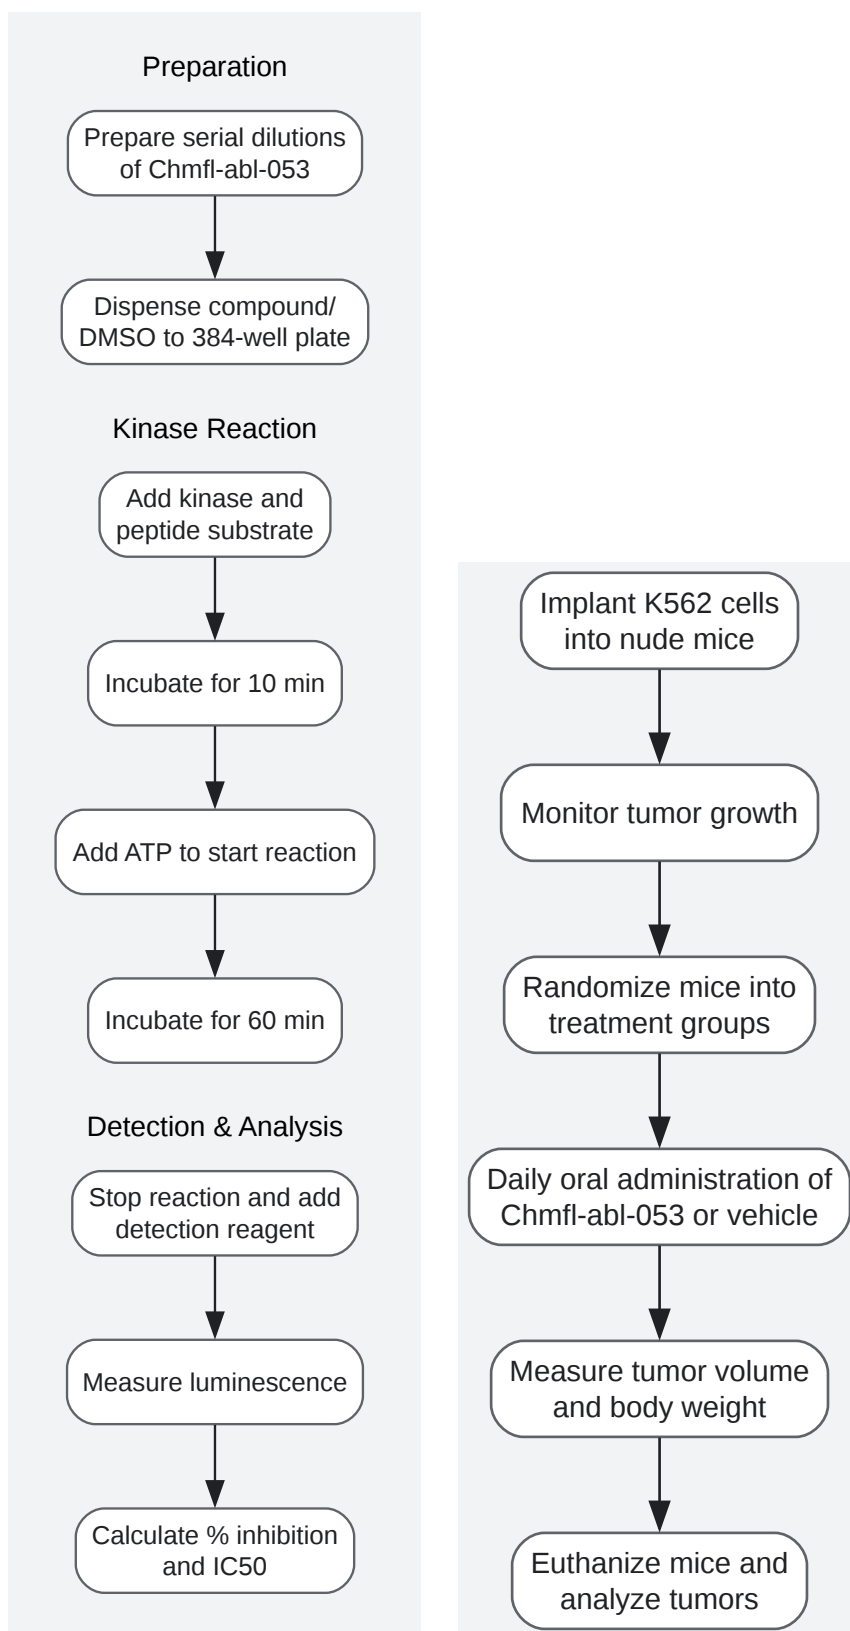 Preparation
Prepare serial dilutions
of Chmfl-abl-053
Dispense compound/
DMSO to 384-well plate
Kinase Reaction
Add kinase and
peptide substrate
Incubate for 10 min
Add ATP to start reaction
Incubate for 60 min
Detection & Analysis
Stop reaction and add
detection reagent
Measure luminescence
Calculate % inhibition
and IC50
Implant K562 cells
into nude mice
Monitor tumor growth
Randomize mice into
treatment groups
Daily oral administration of
Chmfl-abl-053 or vehicle
Measure tumor volume
and body weight
Euthanize mice and
analyze tumors